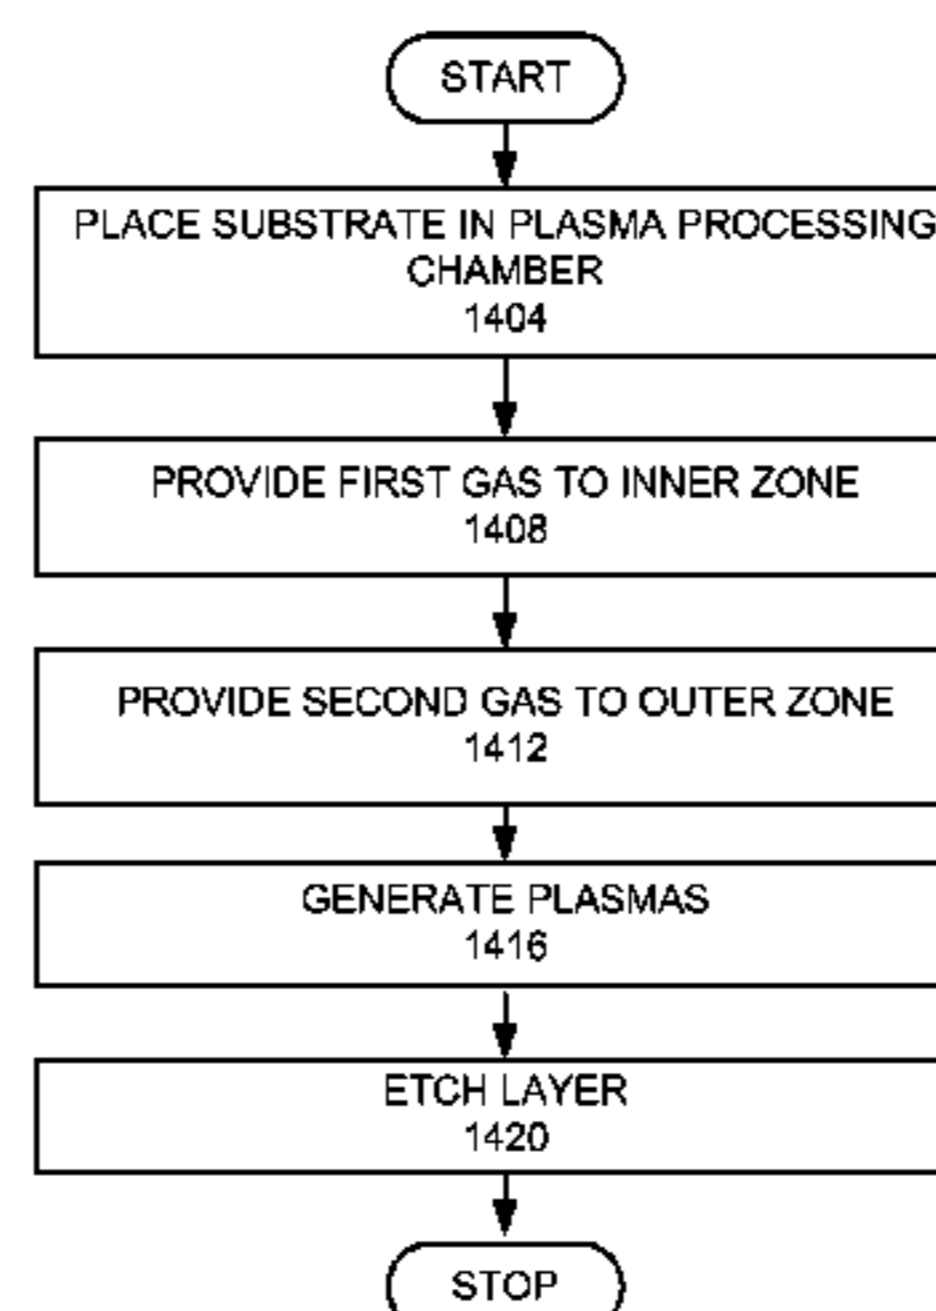 START
PLACE SUBSTRATE IN PLASMA PROCESSING
CHAMBER
1404
PROVIDE FIRST GAS TO INNER ZONE
1408
PROVIDE SECOND GAS TO OUTER ZONE
1412
GENERATE PLASMAS
1416
ETCH LAYER
1420
STOP